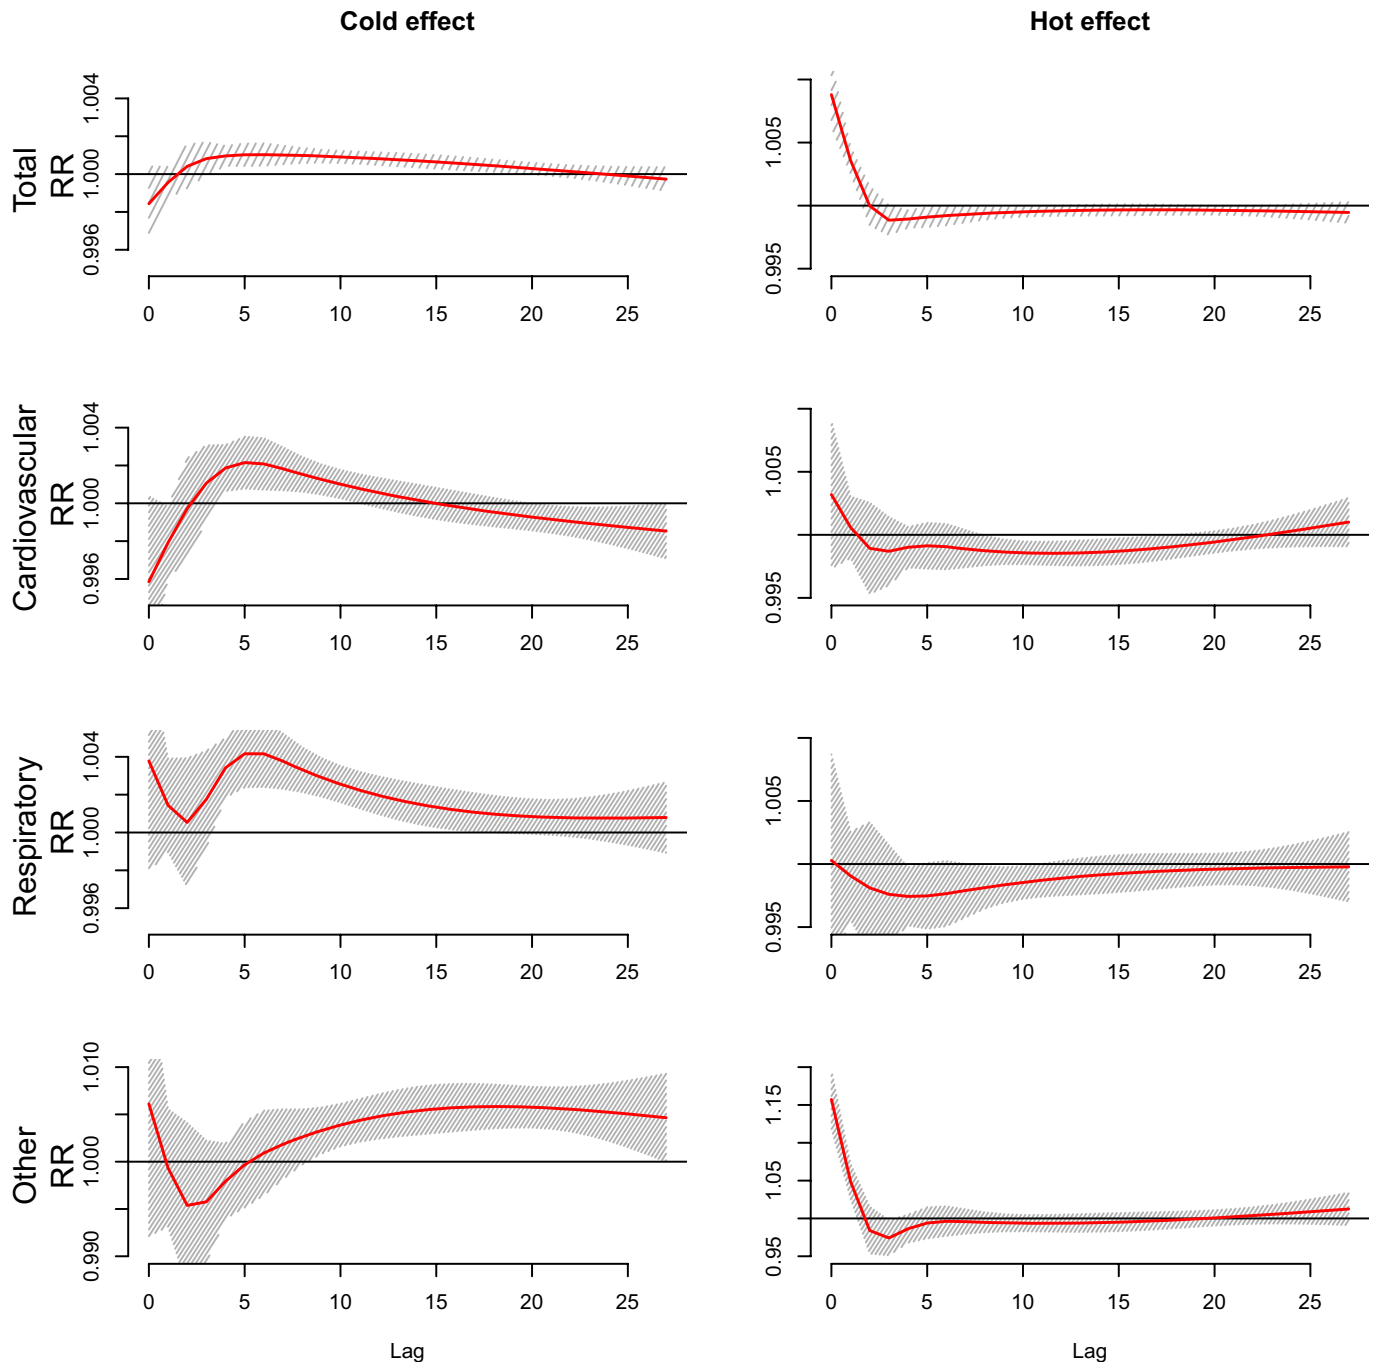 Cold effect
Hot effect
Total
RR
0.996 1.000 1.004
0 5 10 15 20 25
0.995 1.005
0 5 10 15 20 25
Cardiovascular
RR
0.996 1.000 1.004
0 5 10 15 20 25
0.995 1.005
0 5 10 15 20 25
Respiratory
RR
0.996 1.000 1.004
0 5 10 15 20 25
0.995 1.005
0 5 10 15 20 25
Other
RR
0.990 1.000 1.010
0 5 10 15 20 25
0.95 1.05 1.15
0 5 10 15 20 25
Lag
Lag